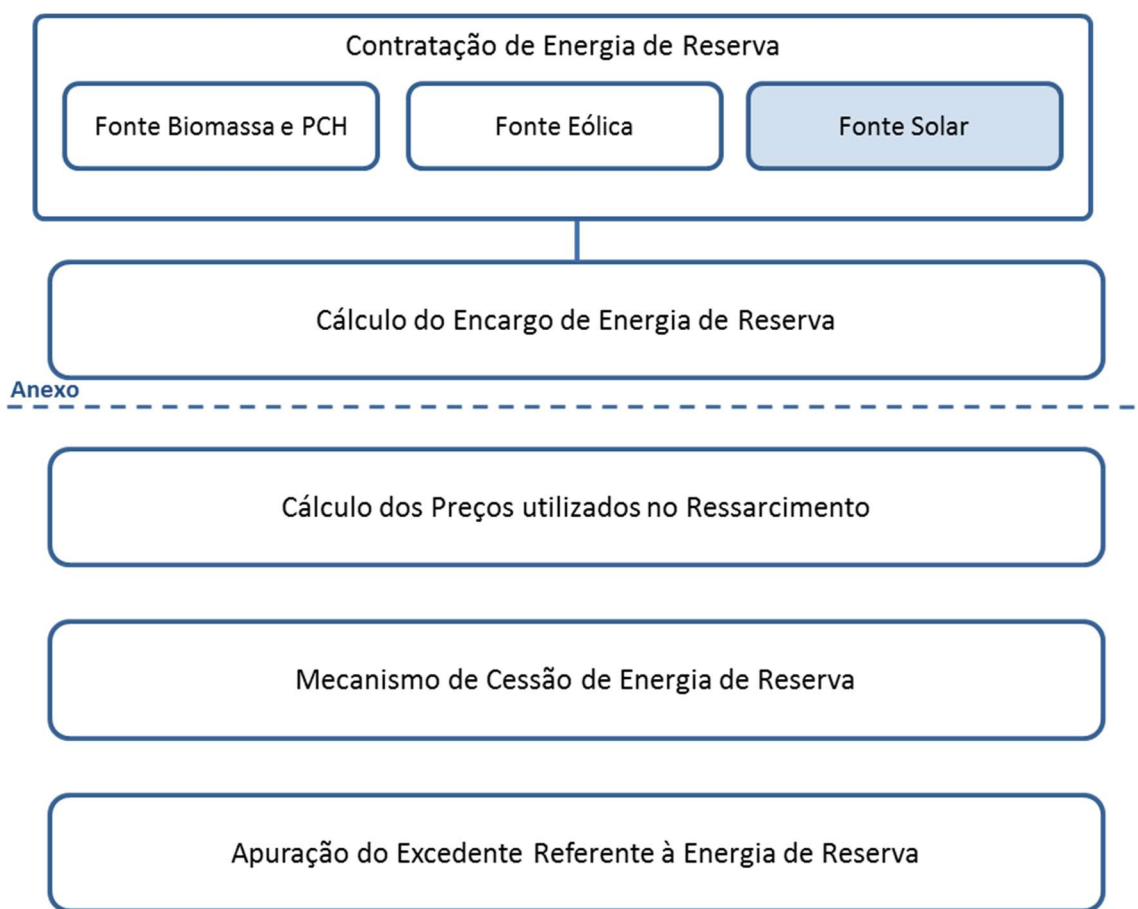 Contratação de Energia de Reserva
Fonte Biomassa e PCH
Fonte Eólica
Fonte Solar
Cálculo do Encargo de Energia de Reserva
Anexo
Cálculo dos Preços utilizados no Ressarcimento
Mecanismo de Cessão de Energia de Reserva
Apuração do Excedente Referente à Energia de Reserva